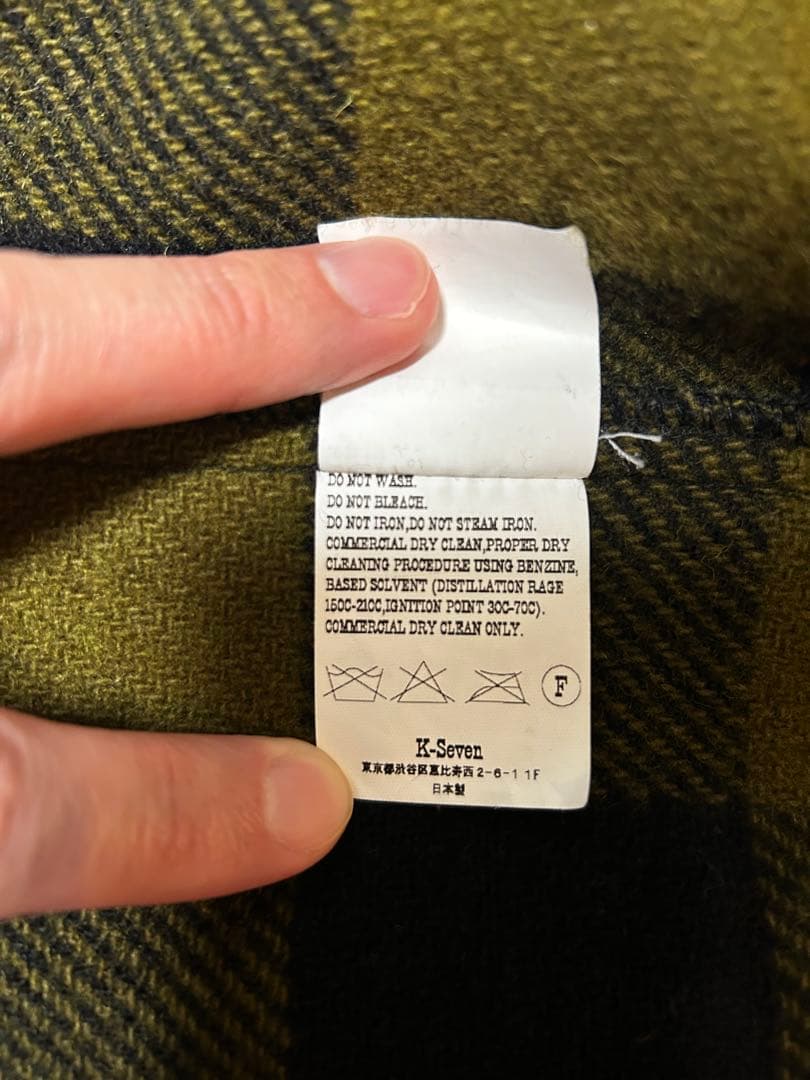 DO NOT WASH.
DO NOT BLEACH.
DO NOT IRON,DO NOT STEAM IRON.
COMMERCIAL DRY CLEAN,PROPER DRY
CLEANING PROCEDURE USING BENZINE,
BASED SOLVENT (DISTILLATION RAGE
150C-210C,IGNITION POINT 30C-70C).
COMMERCIAL DRY CLEAN ONLY.
F
K-Seven
東京都渋谷区恵比寿西2-6-1 1F
日本製